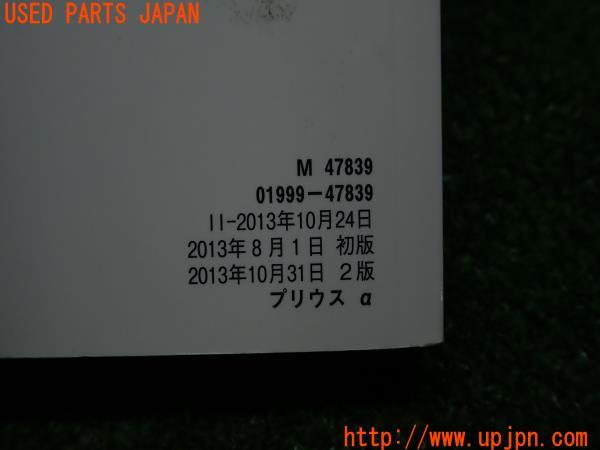 USED PARTS JAPAN
M 47839
01999-47839
II-2013年10月24日
2013年8月1日 初版
2013年10月31日 2版
プリウス α
http://www.upjpn.com/